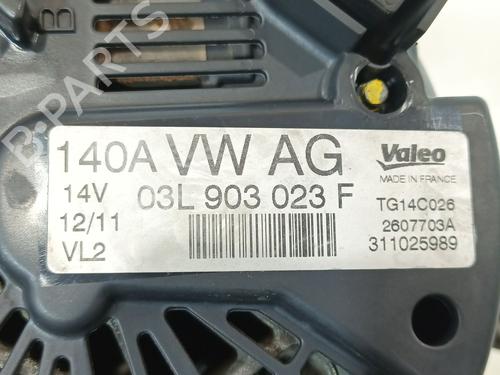 B
140A VW AG
14V 03L 903 023 F
12/11
VL2
Valeo
MADE IN FRANCE
TG14C026
2607703A
311025989
B-Parts